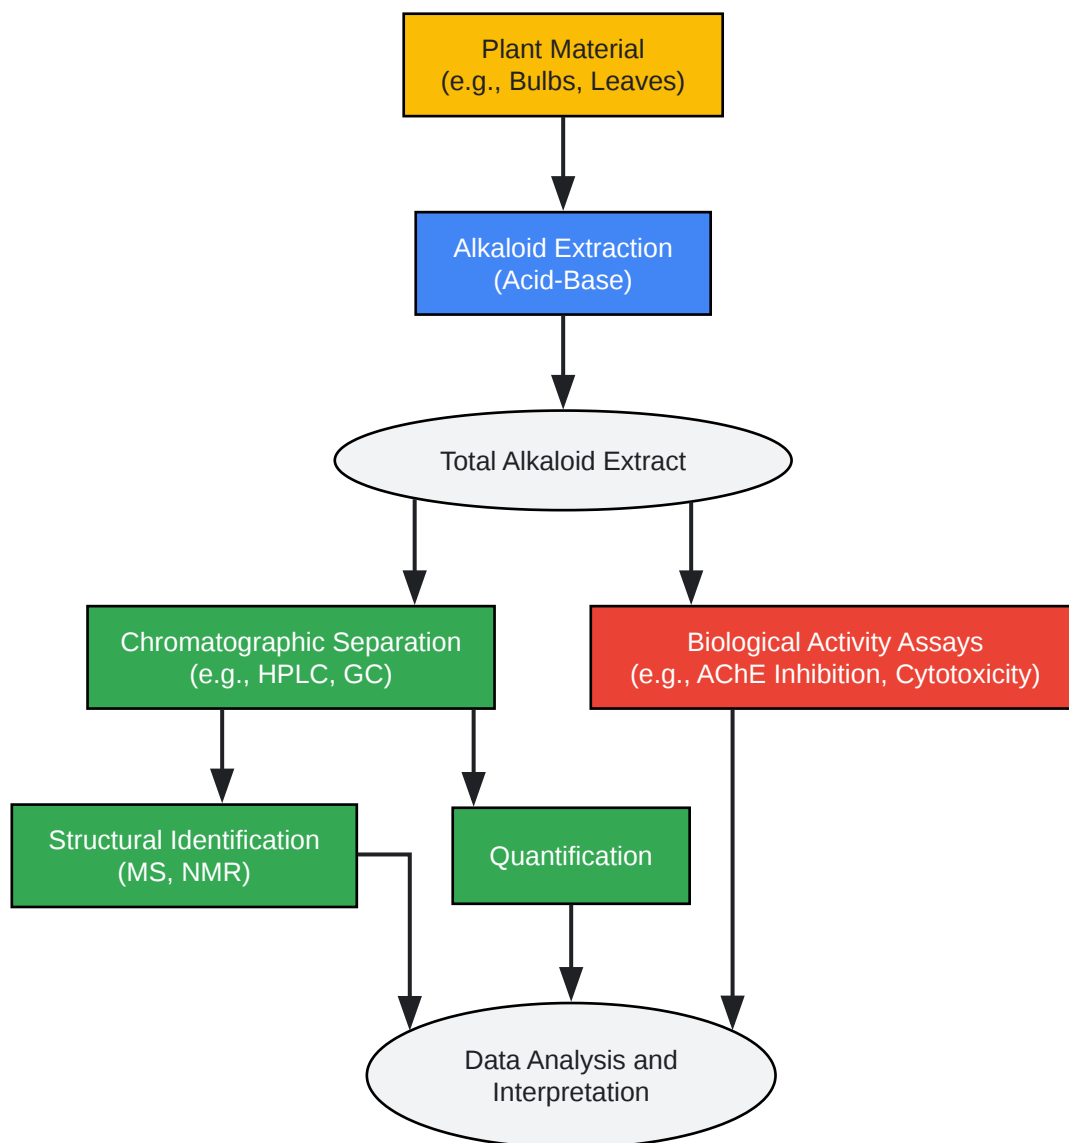 Plant Material
(e.g., Bulbs, Leaves)
Alkaloid Extraction
(Acid-Base)
Total Alkaloid Extract
Chromatographic Separation
(e.g., HPLC, GC)
Biological Activity Assays
(e.g., AChE Inhibition, Cytotoxicity)
Structural Identification
(MS, NMR)
Quantification
Data Analysis and
Interpretation